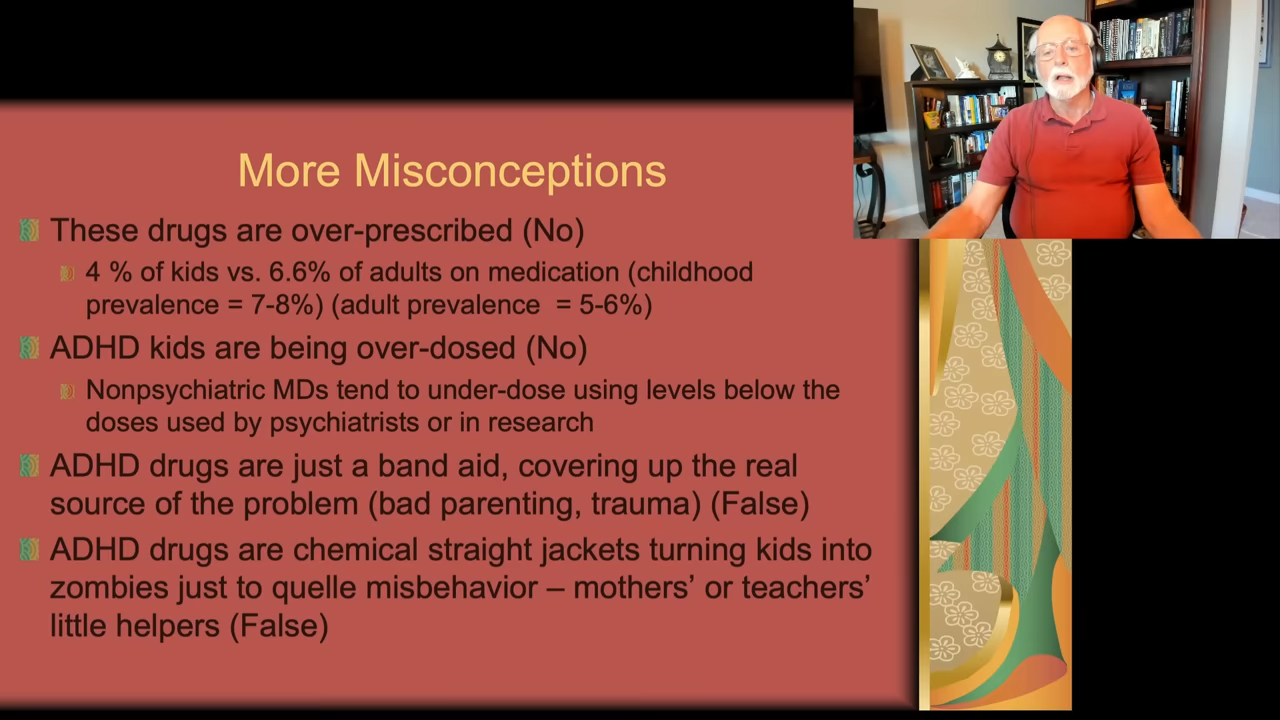 More Misconceptions
These drugs are over-prescribed (No)
4 % of kids vs. 6.6% of adults on medication (childhood
prevalence = 7-8%) (adult prevalence = 5-6%)
ADHD kids are being over-dosed (No)
Nonpsychiatric MDs tend to under-dose using levels below the
doses used by psychiatrists or in research
ADHD drugs are just a band aid, covering up the real
source of the problem (bad parenting, trauma) (False)
ADHD drugs are chemical straight jackets turning kids into
zombies just to quelle misbehavior – mothers’ or teachers’
little helpers (False)